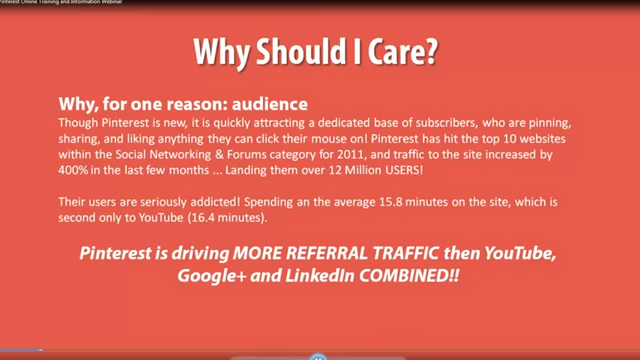 Pinterest Online Training and Information Webinar
Why Should I Care?
Why, for one reason: audience
Though Pinterest is new, it is quickly attracting a dedicated base of subscribers, who are pinning,
sharing, and liking anything they can click their mouse on! Pinterest has hit the top 10 websites
within the Social Networking & Forums category for 2011, and traffic to the site increased by
400% in the last few months ... Landing them over 12 Million USERS!
Their users are seriously addicted! Spending an the average 15.8 minutes on the site, which is
second only to YouTube (16.4 minutes).
Pinterest is driving MORE REFERRAL TRAFFIC then YouTube,
Google+ and LinkedIn COMBINED!!